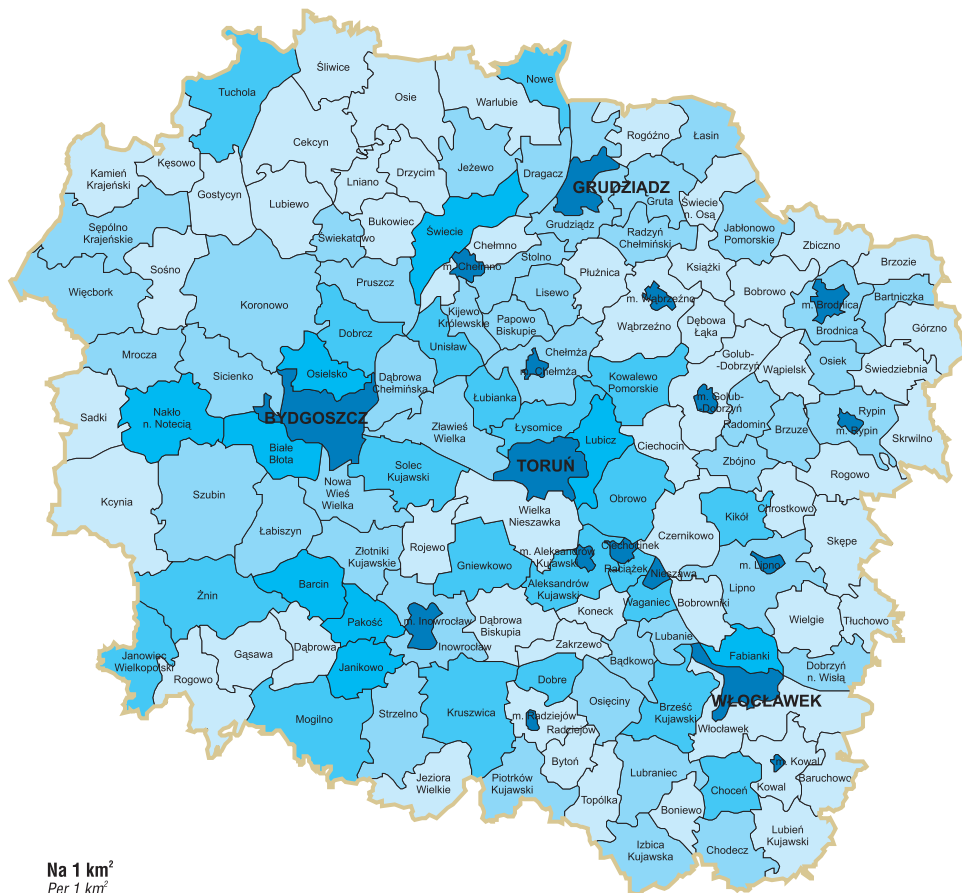 Śliwice
Nowe
Tuchola
Osie
Warlubie
Rogóźno
Łasin
Cekcyn
Kęsowo
Jeżewo
Dragacz
Kamień
Krajeński
Lniano
Drzycim
GRUDZIĄDZ
Gostycyn
Lubiewo
Gruta
Świecie
n. Osą
Sępólno
Krajeńskie
Bukowiec
Świekatowo
Świecie
Grudziądz
Radzyń
Chełmiński
Jabłonowo
Pomorskie
Chełmno
Zbiczno
Stolno
m. Chełmno
Sośno
Płużnica
Książki
Brzozie
Więcbork
Koronowo
Pruszcz
Lisewo
Bobrowo
m. Wąbrzeźno
m. Brodnica
Bartniczka
Kijewo
Królewskie
Papowo
Biskupie
Wąbrzeźno
Dębowa
Łąka
Brodnica
Górzno
Dobrcz
Unisław
Mrocza
Sicienko
Chełmża
m. Chełmża
Golub-
-Dobrzyń
Wąpielsk
Osiek
Świedziebnia
Osielsko
Dąbrowa
Chełmińska
Kowalewo
Pomorskie
Sadki
Nakło
n. Notecią
Łubianka
m. Golub-
Dobrzyń
Rypin
BYDGOSZCZ
Zławieś
Wielka
Łysomice
Radomin
Brzuze
m. Rypin
Lubicz
Ciechocin
Skrwilno
Białe
Błota
Zbójno
TORUŃ
Solec
Kujawski
Rogowo
Kcynia
Szubin
Nowa
Wieś
Wielka
Obrowo
Kikół
Chrostkowo
Wielka
Nieszawka
Łabiszyn
Rojewo
Czernikowo
Skępe
Złotniki
Kujawskie
Gniewkowo
m. Aleksandrów
Kujawski
Ciechocinek
Raciążek
m. Lipno
Nieszawa
Żnin
Barcin
Aleksandrów
Kujawski
Lipno
Waganiec
Bobrowniki
Koneck
Pakość
m. Inowrocław
Dąbrowa
Biskupia
Wielgie
Tłuchowo
Inowrocław
Zakrzewo
Lubanie
Janowiec
Wielkopolski
Gąsawa
Dąbrowa
Bądkowo
Fabianki
Dobrzyń
n. Wisłą
Rogowo
Janikowo
Dobre
Osięciny
Brześć
Kujawski
WŁOCŁAWEK
Mogilno
Strzelno
Kruszwica
m. Radziejów
Radziejów
Włocławek
Bytoń
m. Kowal
Jeziora
Wielkie
Piotrków
Kujawski
Lubraniec
Choceń
Kowal
Baruchowo
Topólka
Boniewo
Lubień
Kujawski
Izbica
Kujawska
Chodecz
Na 1 km²
Per 1 km²